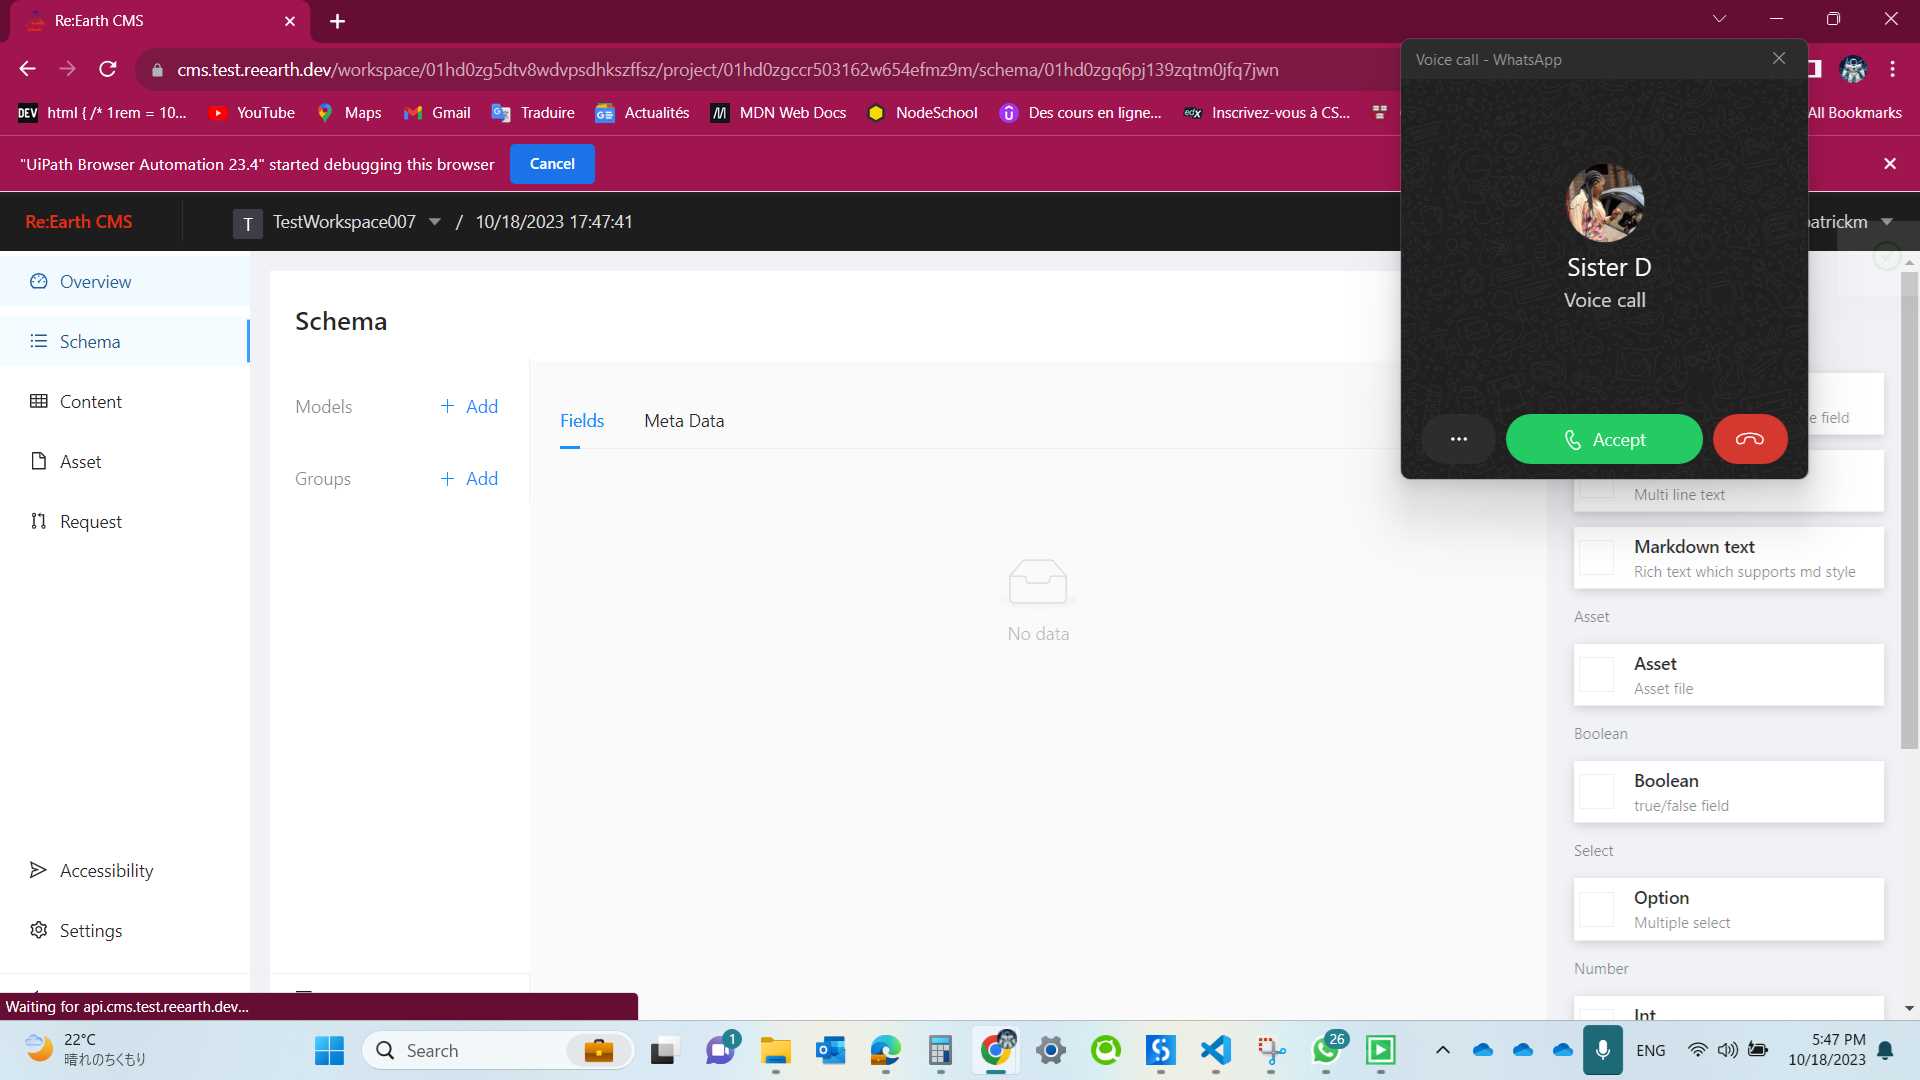 Re:Earth CMS
cms.test.reearth.dev/workspace/01hd0zg5dtv8wdvpsdhkszffsz/project/01hd0zgccr503162w654efmz9m/schema/01hd0zgq6pj139zqtm0jfq7jwn
DEV html { /* 1rem = 10... YouTube Maps Gmail Traduire Actualités MDN Web Docs NodeSchool Des cours en ligne... edX Inscrivez-vous à CS... All Bookmarks
"UiPath Browser Automation 23.4" started debugging this browser Cancel
Re:Earth CMS T TestWorkspace007 / 10/18/2023 17:47:41 atrickm
Voice call - WhatsApp
Sister D
Voice call
Accept
Overview
Schema
Content
Asset
Request
Accessibility
Settings
Schema
Models + Add
Groups + Add
Fields Meta Data
No data
e field
Multi line text
Markdown text
Rich text which supports md style
Asset
Asset
Asset file
Boolean
Boolean
true/false field
Select
Option
Multiple select
Number
Int
Waiting for api.cms.test.reearth.dev...
22°C
晴れのちくもり
Search
1
26
ENG
5:47 PM
10/18/2023